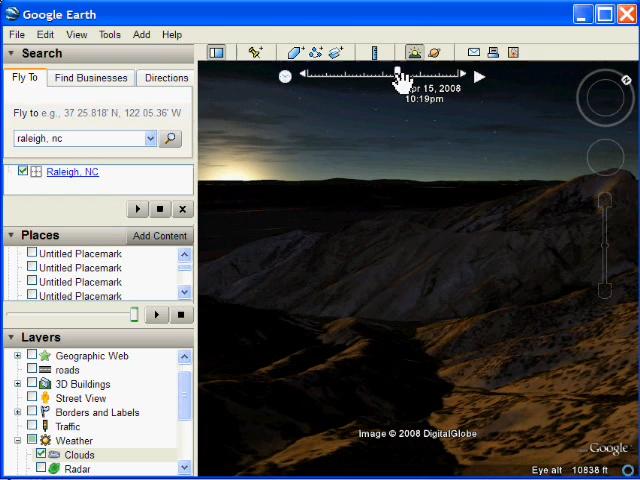 Google Earth
File Edit View Tools Add Help
Search
Fly To Find Businesses Directions
Fly to e.g., 37 25.818' N, 122 05.36' W
raleigh, nc
Raleigh, NC
Places Add Content
Untitled Placemark
Untitled Placemark
Untitled Placemark
Untitled Placemark
Layers
Geographic Web
roads
3D Buildings
Street View
Borders and Labels
Traffic
Weather
Clouds
Radar
15, 2008
10:19pm
Image © 2008 DigitalGlobe
Google
Eye alt 10838 ft